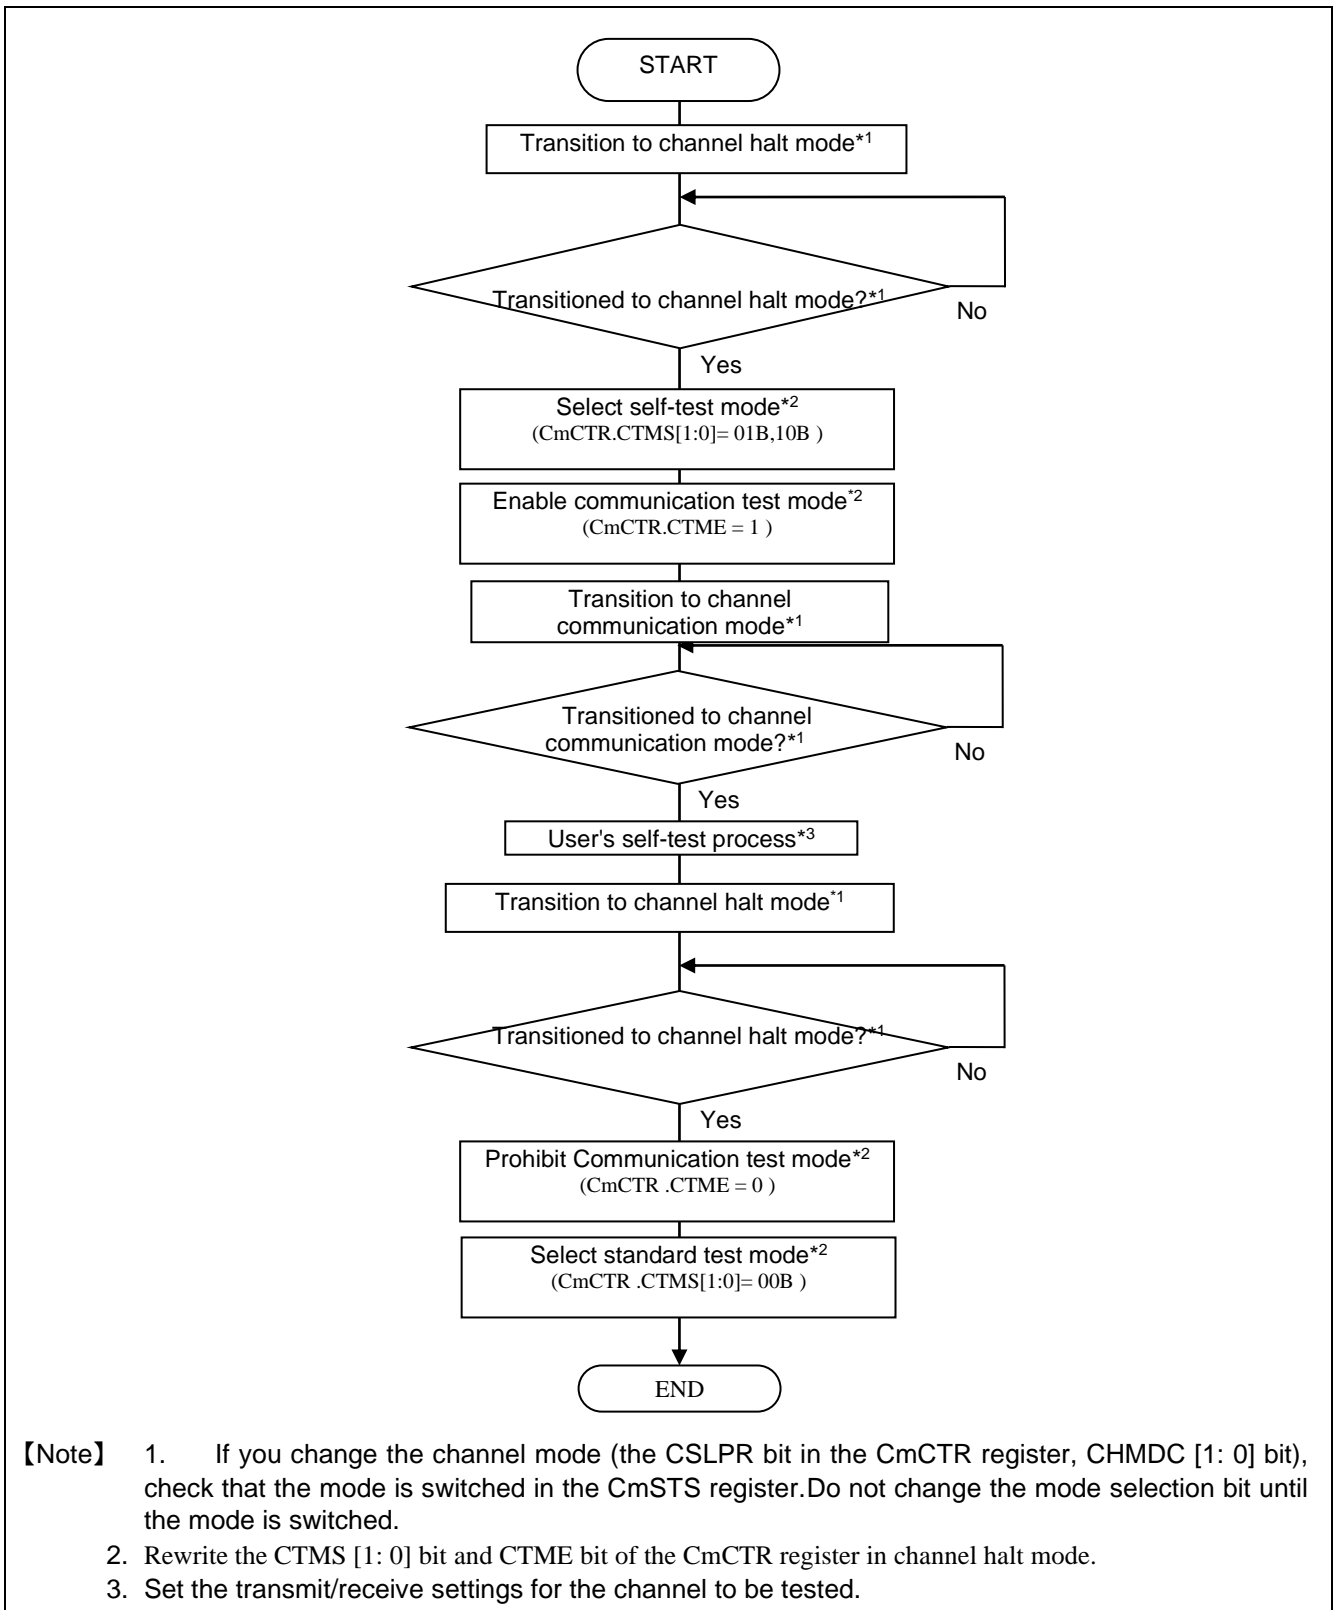 START
Transition to channel halt mode*1
Transitioned to channel halt mode?*1
No
Yes
Select self-test mode*2
(CmCTR.CTMS[1:0]= 01B,10B )
Enable communication test mode*2
(CmCTR.CTME = 1 )
Transition to channel
communication mode*1
Transitioned to channel
communication mode?*1
No
Yes
User's self-test process*3
Transition to channel halt mode*1
Transitioned to channel halt mode?*1
No
Yes
Prohibit Communication test mode*2
(CmCTR .CTME = 0 )
Select standard test mode*2
(CmCTR .CTMS[1:0]= 00B )
END
【Note】 1. If you change the channel mode (the CSLPR bit in the CmCTR register, CHMDC [1: 0] bit),
check that the mode is switched in the CmSTS register.Do not change the mode selection bit until
the mode is switched.
2. Rewrite the CTMS [1: 0] bit and CTME bit of the CmCTR register in channel halt mode.
3. Set the transmit/receive settings for the channel to be tested.